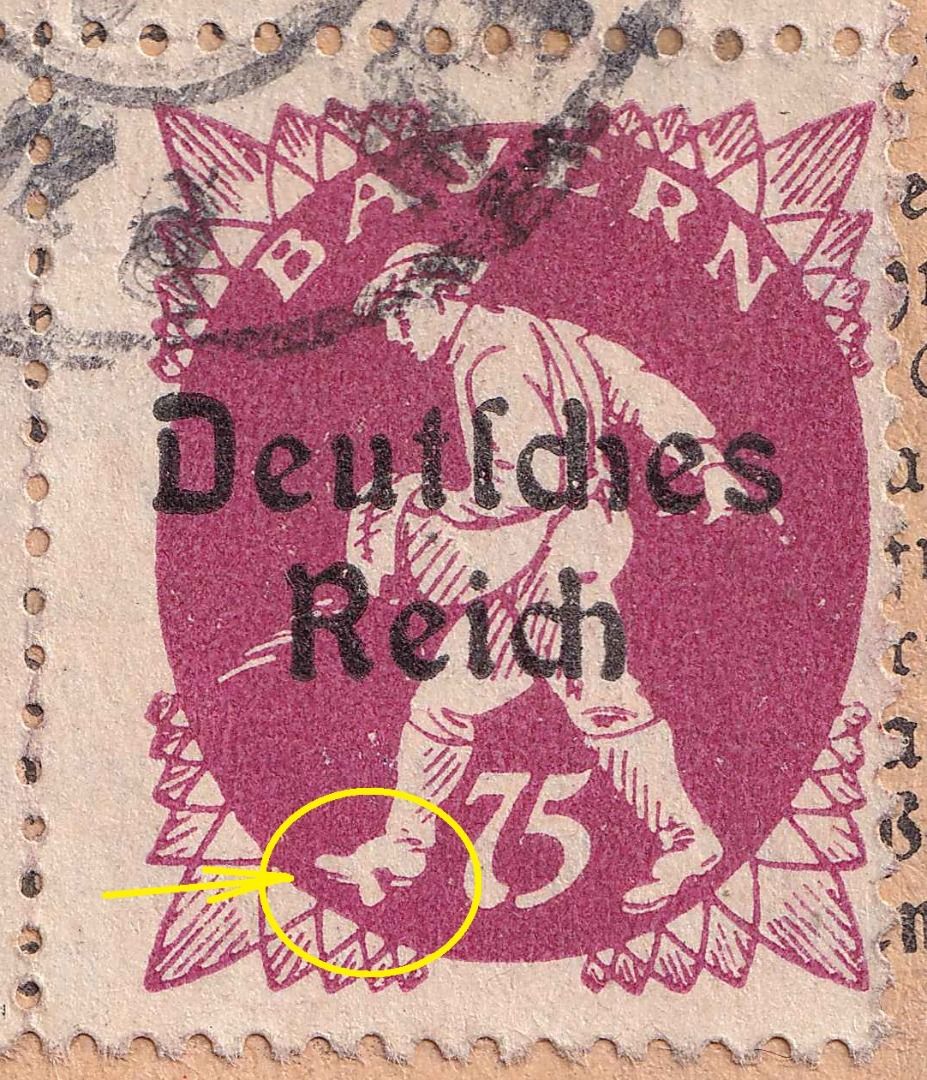 BAYERN
Deutſches
Reich
75